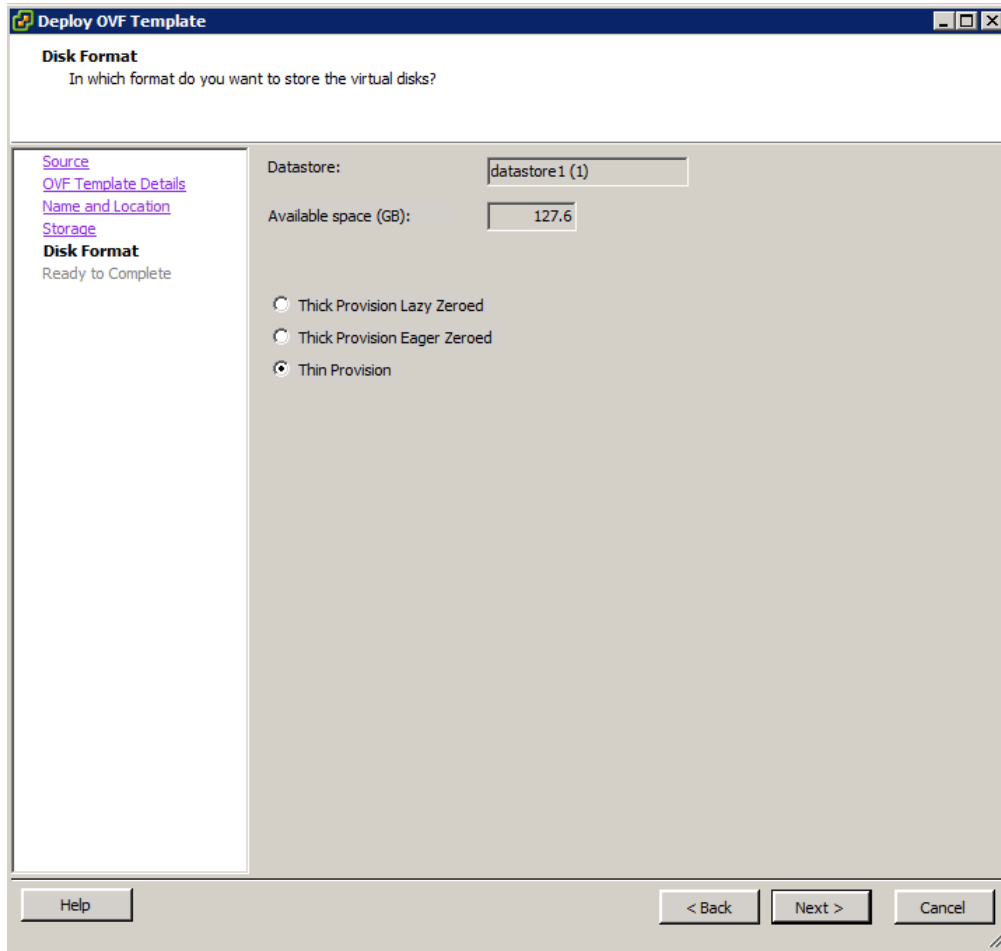 Deploy OVF Template
Disk Format
In which format do you want to store the virtual disks?
Source
OVF Template Details
Name and Location
Storage
Disk Format
Ready to Complete
Datastore:
datastore1 (1)
Available space (GB):
127.6
Thick Provision Lazy Zeroed
Thick Provision Eager Zeroed
Thin Provision
Help
< Back
Next >
Cancel